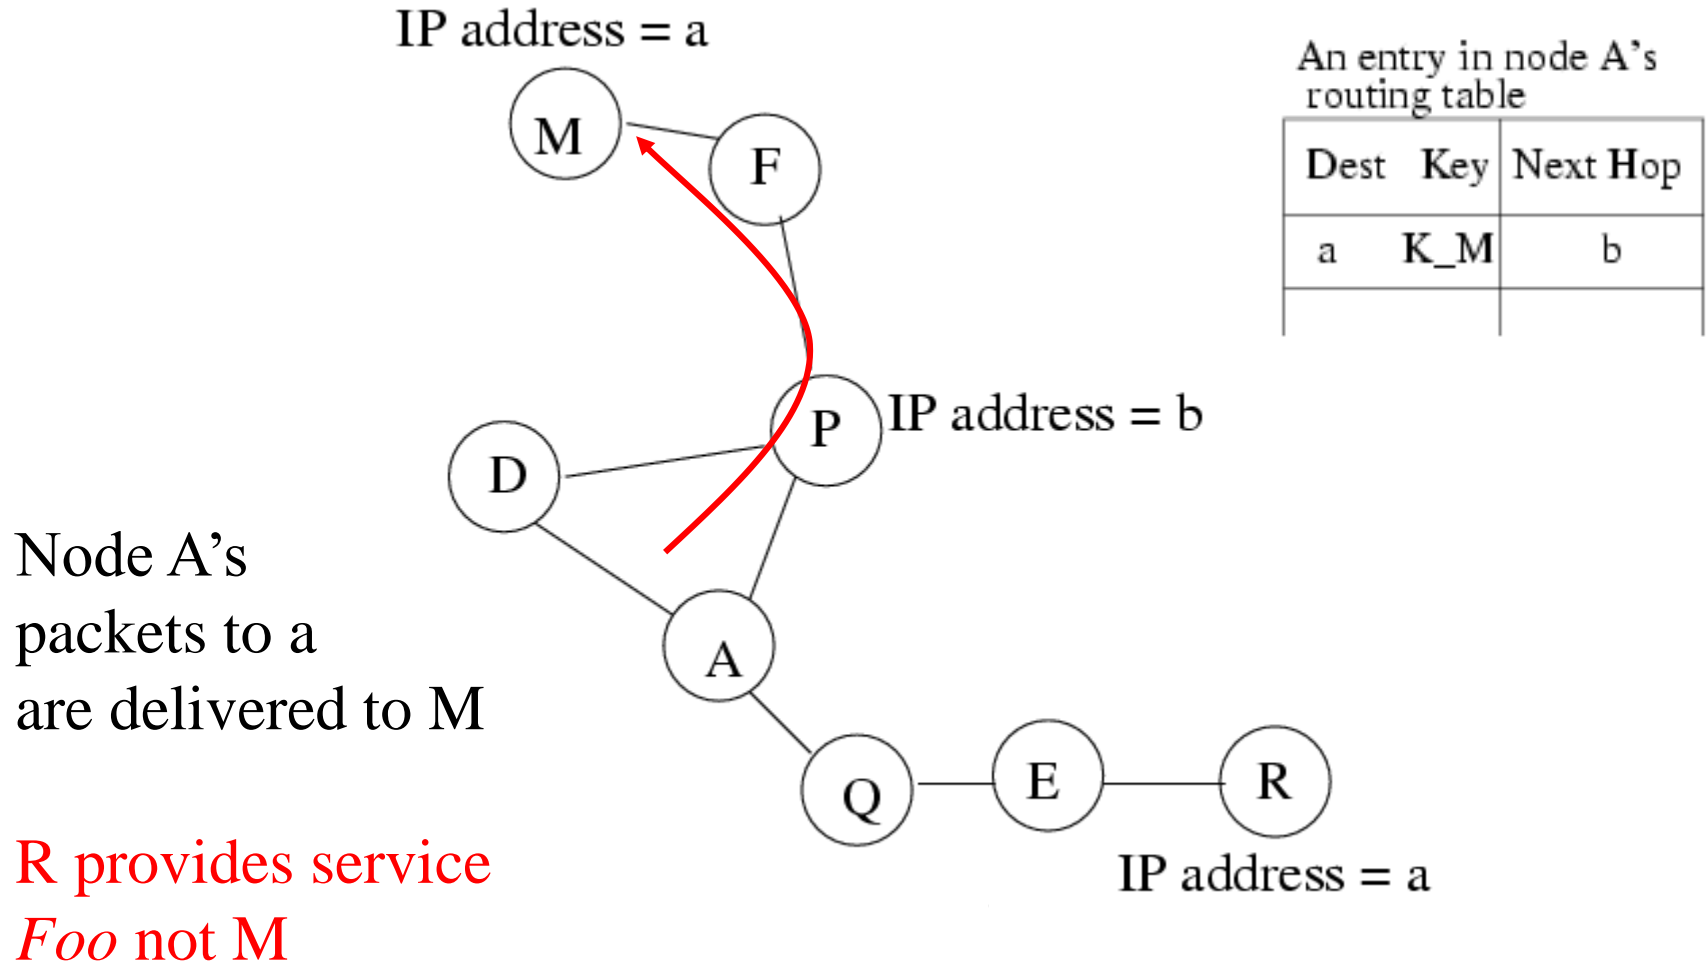 IP address = a
An entry in node A’s
routing table
M
F
Dest Key Next Hop
a K_M b
P
IP address = b
D
Node A’s
packets to a
are delivered to M
A
Q
E
R
R provides service
Foo not M
IP address = a